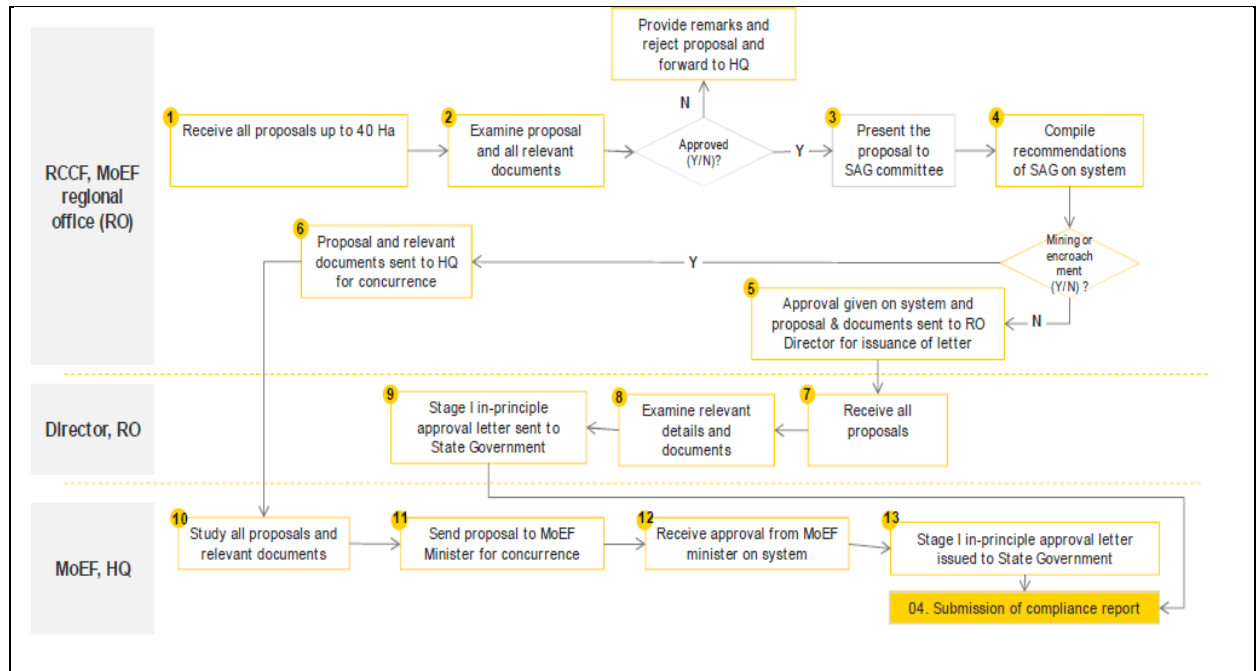 Provide remarks and
reject proposal and
forward to HQ
N
1
Receive all proposals up to 40 Ha
2
Examine proposal
and all relevant
documents
Approved
(Y/N)?
Y
3
Present the
proposal to
SAG committee
4
Compile
recommendations
of SAG on system
RCCF, MoEF
regional
office (RO)
6
Proposal and relevant
documents sent to HQ
for concurrence
Y
Mining or
encroach
ment
(Y/N) ?
5
Approval given on system and
proposal & documents sent to RO
Director for issuance of letter
N
Director, RO
9
Stage I in-principle
approval letter sent to
State Government
8
Examine relevant
details and
documents
7
Receive all
proposals
MoEF, HQ
10
Study all proposals and
relevant documents
11
Send proposal to MoEF
Minister for concurrence
12
Receive approval from MoEF
minister on system
13
Stage I in-principle approval letter
issued to State Government
04. Submission of compliance report